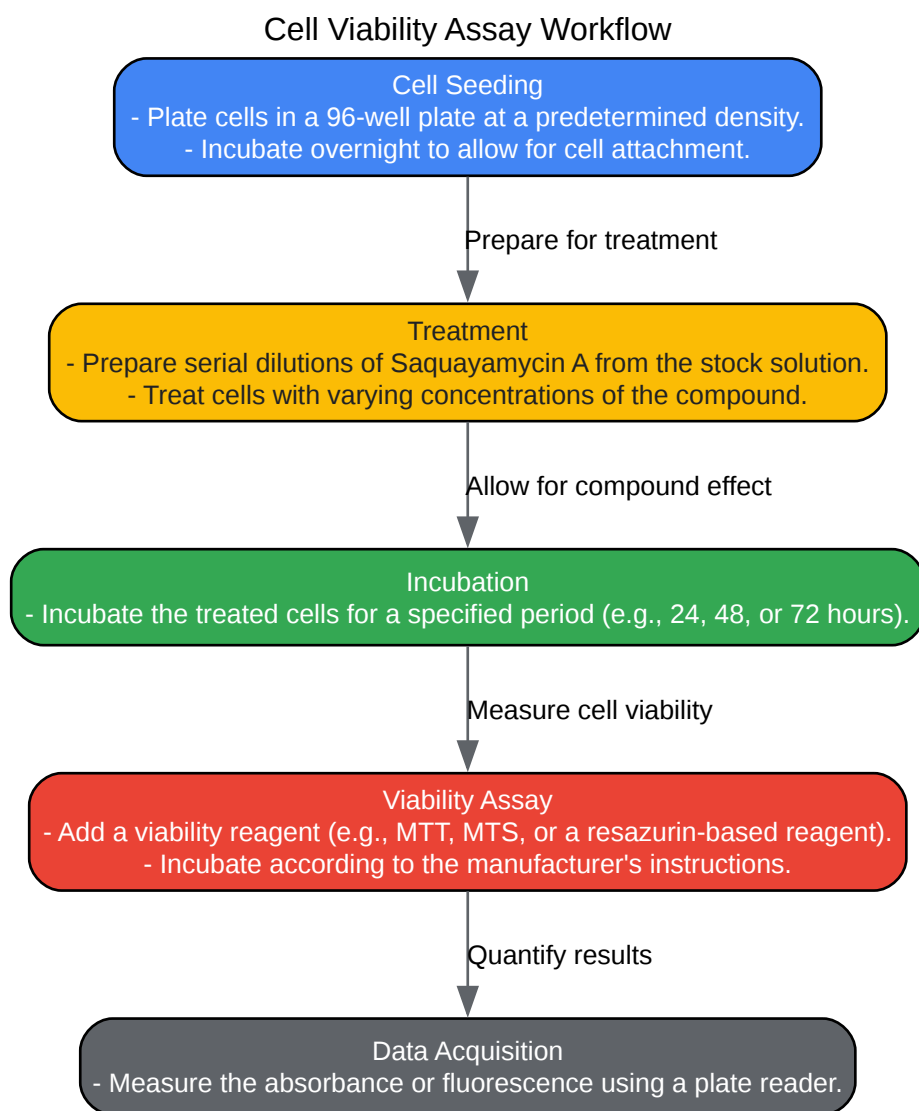 Cell Viability Assay Workflow
Cell Seeding
- Plate cells in a 96-well plate at a predetermined density.
- Incubate overnight to allow for cell attachment.
Prepare for treatment
Treatment
- Prepare serial dilutions of Saquayamycin A from the stock solution.
- Treat cells with varying concentrations of the compound.
Allow for compound effect
Incubation
- Incubate the treated cells for a specified period (e.g., 24, 48, or 72 hours).
Measure cell viability
Viability Assay
- Add a viability reagent (e.g., MTT, MTS, or a resazurin-based reagent).
- Incubate according to the manufacturer's instructions.
Quantify results
Data Acquisition
- Measure the absorbance or fluorescence using a plate reader.